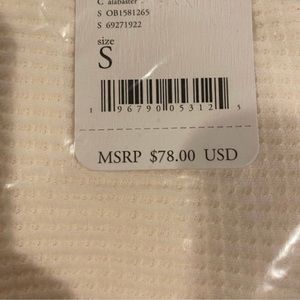 C alabaster
S OB1581265
S 69271922
size
S
1 96790 05312 5
MSRP $78.00 USD